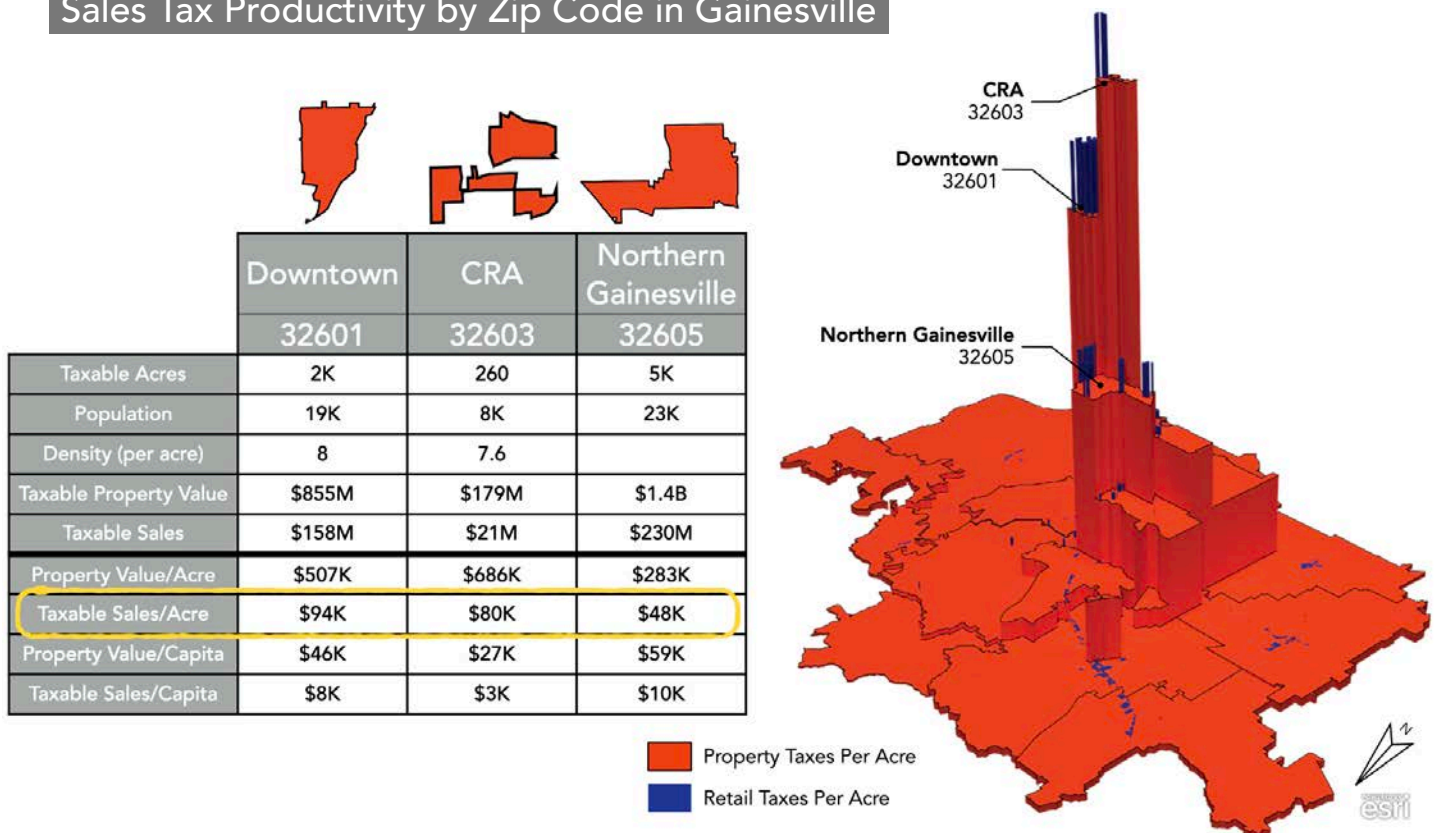 Sales Tax Productivity by Zip Code in Gainesville
Downtown CRA Northern Gainesville
32601 32603 32605
Taxable Acres 2K 260 5K
Population 19K 8K 23K
Density (per acre) 8 7.6
Taxable Property Value $855M $179M $1.4B
Taxable Sales $158M $21M $230M
Property Value/Acre $507K $686K $283K
Taxable Sales/Acre $94K $80K $48K
Property Value/Capita $46K $27K $59K
Taxable Sales/Capita $8K $3K $10K
CRA
32603
Downtown
32601
Northern Gainesville
32605
Property Taxes Per Acre
Retail Taxes Per Acre
N
esri